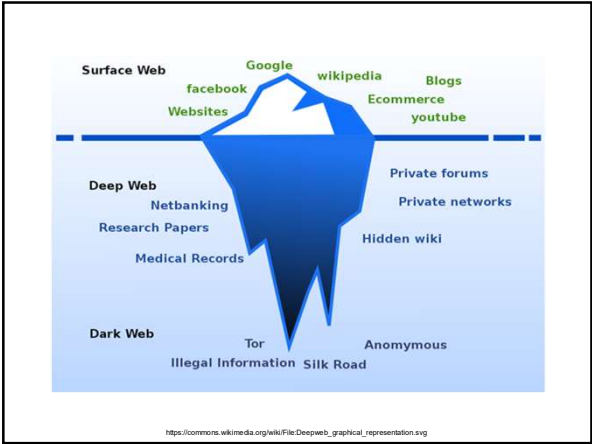 Google
Surface Web
wikipedia
Blogs
facebook
Ecommerce
Websites
youtube
Private forums
Deep Web
Private networks
Netbanking
Research Papers
Hidden wiki
Medical Records
Dark Web
Tor
Anomymous
Illegal Information
Silk Road
https://commons.wikimedia.org/wiki/File:Deepweb_graphical_representation.svg